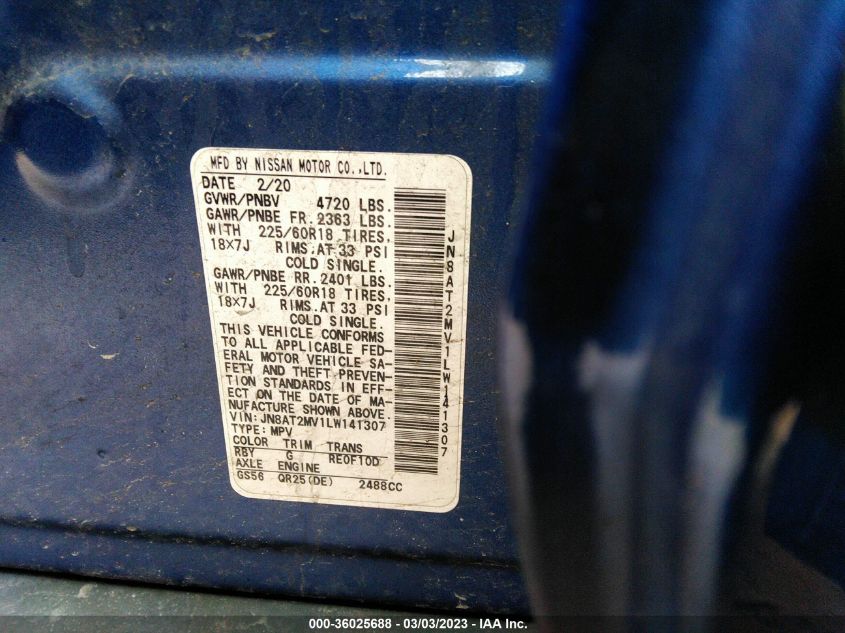 MFD BY NISSAN MOTOR CO.,LTD.
DATE 2/20
GVWR/PNBV 4720 LBS.
GAWR/PNBE FR. 2363 LBS.
WITH 225/60R18 TIRES,
18X7J RIMS.AT 33 PSI
COLD SINGLE.
GAWR/PNBE RR. 2401 LBS.
WITH 225/60R18 TIRES,
18X7J RIMS.AT 33 PSI
COLD SINGLE.
THIS VEHICLE CONFORMS
TO ALL APPLICABLE FED-
ERAL MOTOR VEHICLE SA-
FETY AND THEFT PREVEN-
TION STANDARDS IN EFF-
ECT ON THE DATE OF MA-
NUFACTURE SHOWN ABOVE.
VIN: JN8AT2MV1LW141307
TYPE: MPV
COLOR TRIM TRANS
RBY G RE0F10D
AXLE ENGINE
GS56 QR25(DE) 2488CC
JN8AT2MV1LW141307
000-36025688 - 03/03/2023 - IAA Inc.